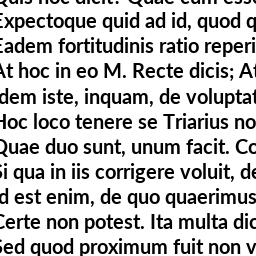 Quis hoc dicit? Quae cum esse
Expectoque quid ad id, quod q
Eadem fortitudinis ratio reperi
At hoc in eo M. Recte dicis; At
dem iste, inquam, de voluptat
Hoc loco tenere se Triarius no
Quae duo sunt, unum facit. Co
Si qua in iis corrigere voluit, de
d est enim, de quo quaerimus
Certe non potest. Ita multa dic
Sed quod proximum fuit non v